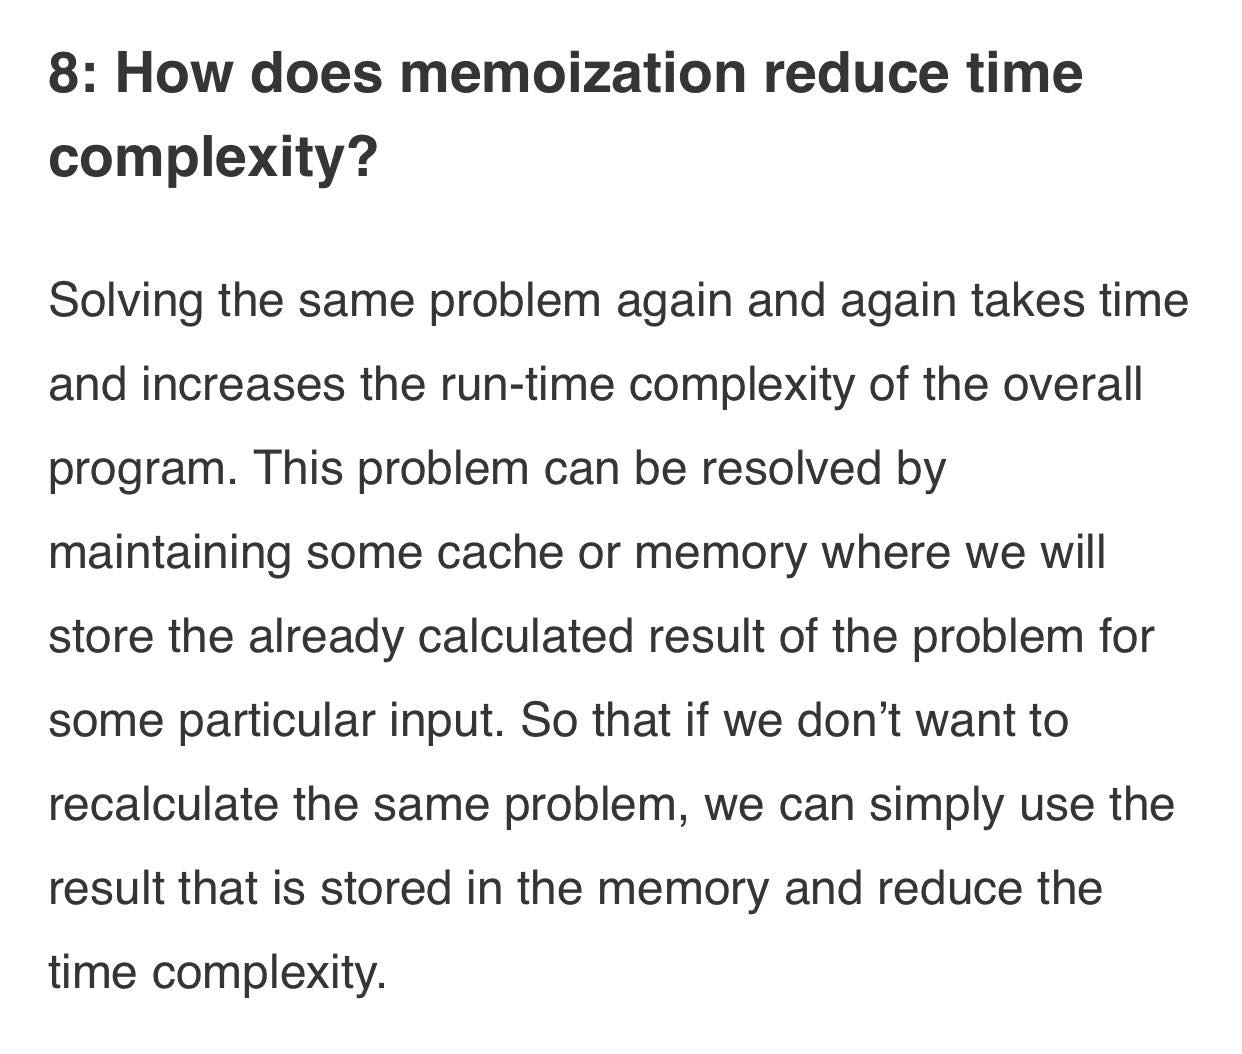 8: How does memoization reduce time
complexity?
Solving the same problem again and again takes time
and increases the run-time complexity of the overall
program. This problem can be resolved by
maintaining some cache or memory where we will
store the already calculated result of the problem for
some particular input. So that if we don’t want to
recalculate the same problem, we can simply use the
result that is stored in the memory and reduce the
time complexity.